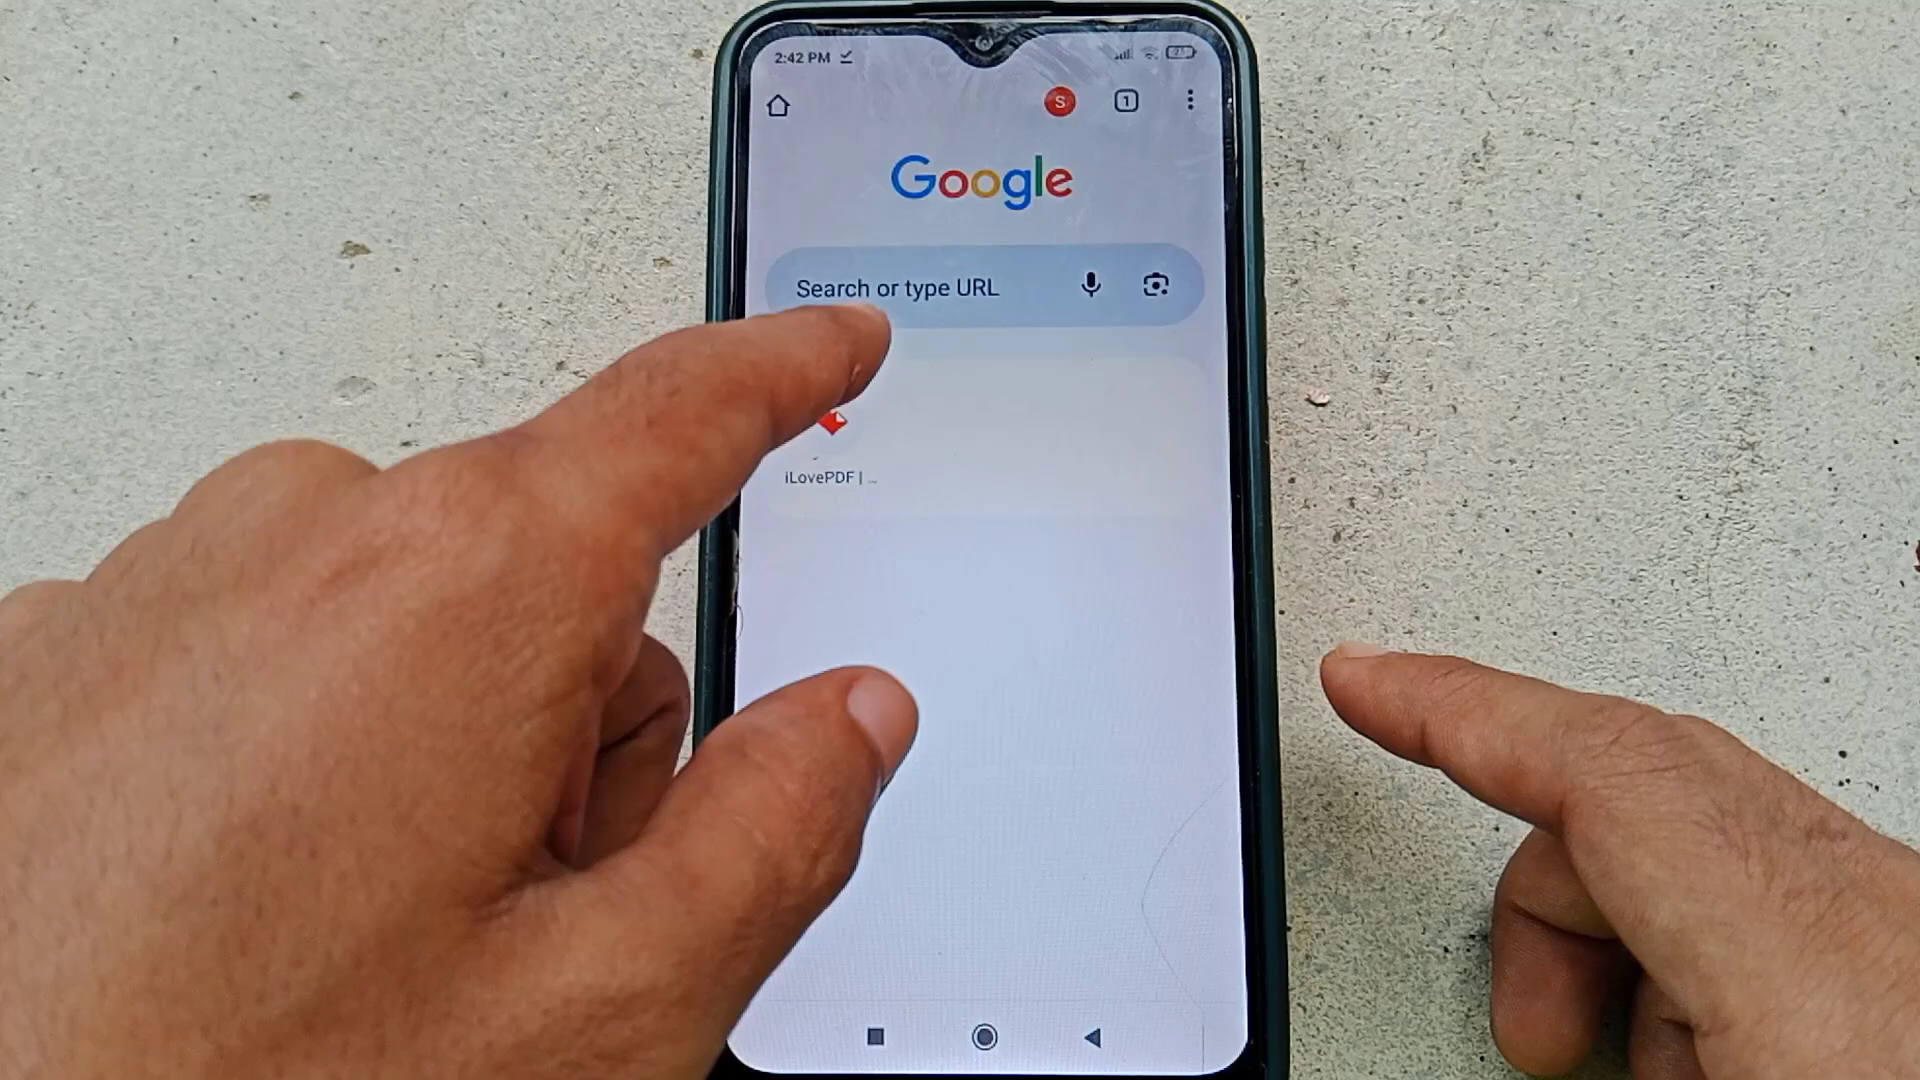 2:42 PM
S
1
Google
Search or type URL
iLovePDF | ...